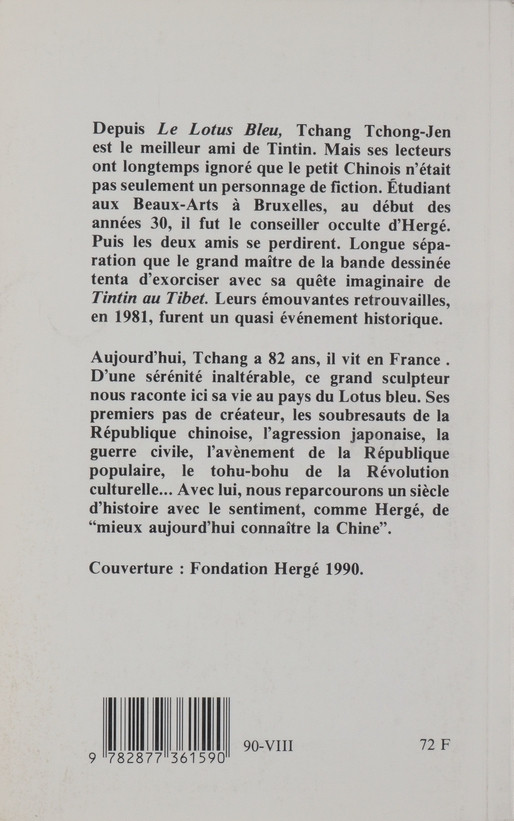 Depuis Le Lotus Bleu, Tchang Tchong-Jen
est le meilleur ami de Tintin. Mais ses lecteurs
ont longtemps ignoré que le petit Chinois n'était
pas seulement un personnage de fiction. Étudiant
aux Beaux-Arts à Bruxelles, au début des
années 30, il fut le conseiller occulte d'Hergé.
Puis les deux amis se perdirent. Longue sépa-
ration que le grand maître de la bande dessinée
tenta d'exorciser avec sa quête imaginaire de
Tintin au Tibet. Leurs émouvantes retrouvailles,
en 1981, furent un quasi événement historique.
Aujourd'hui, Tchang a 82 ans, il vit en France .
D'une sérénité inaltérable, ce grand sculpteur
nous raconte ici sa vie au pays du Lotus bleu. Ses
premiers pas de créateur, les soubresauts de la
République chinoise, l'agression japonaise, la
guerre civile, l'avènement de la République
populaire, le tohu-bohu de la Révolution
culturelle... Avec lui, nous reparcourons un siècle
d'histoire avec le sentiment, comme Hergé, de
“mieux aujourd'hui connaître la Chine”.
Couverture : Fondation Hergé 1990.
9 782877 361590
90-VIII
72 F